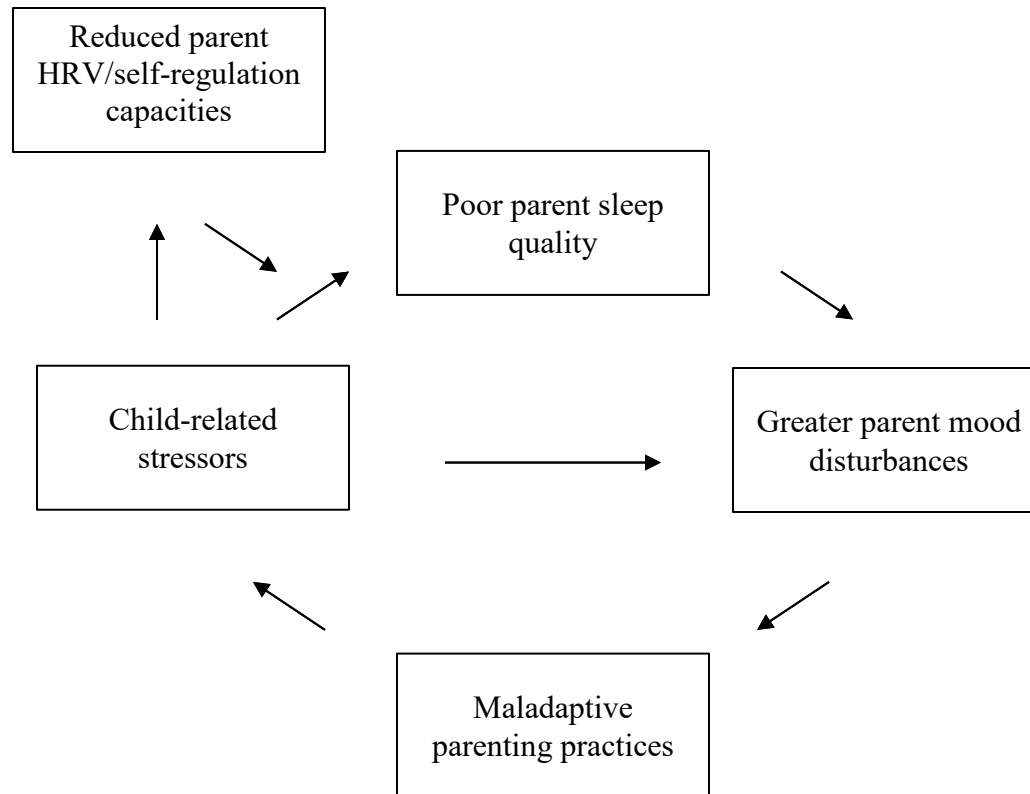 Reduced parent
HRV/self-regulation
capacities
Poor parent sleep
quality
Child-related
stressors
Greater parent mood
disturbances
Maladaptive
parenting practices